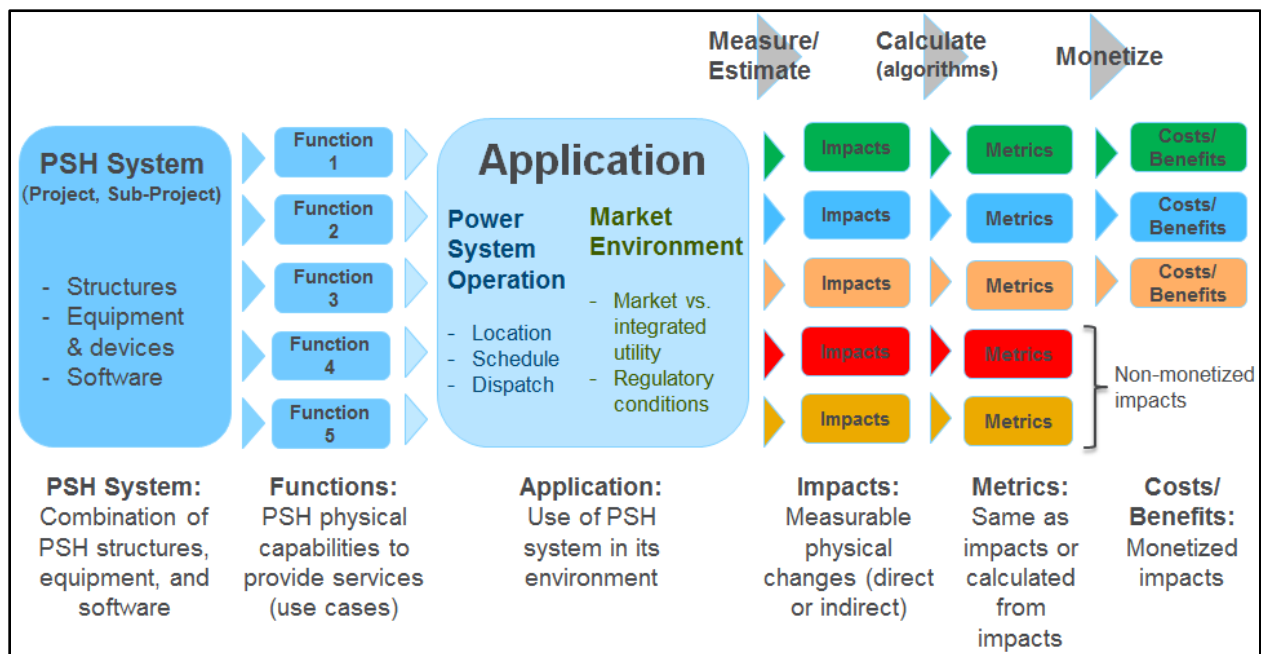 Measure/
Estimate
Calculate
(algorithms)
Monetize
PSH System
(Project, Sub-Project)
- Structures
- Equipment
& devices
- Software
Function
1
Function
2
Function
3
Function
4
Function
5
Application
Power
System
Operation
- Location
- Schedule
- Dispatch
Market
Environment
- Market vs.
integrated
utility
- Regulatory
conditions
Impacts
Metrics
Costs/
Benefits
Impacts
Metrics
Costs/
Benefits
Impacts
Metrics
Costs/
Benefits
Impacts
Metrics
Impacts
Metrics
Non-monetized
impacts
PSH System:
Combination of
PSH structures,
equipment, and
software
Functions:
PSH physical
capabilities to
provide services
(use cases)
Application:
Use of PSH
system in its
environment
Impacts:
Measurable
physical
changes (direct
or indirect)
Metrics:
Same as
impacts or
calculated
from
impacts
Costs/
Benefits:
Monetized
impacts